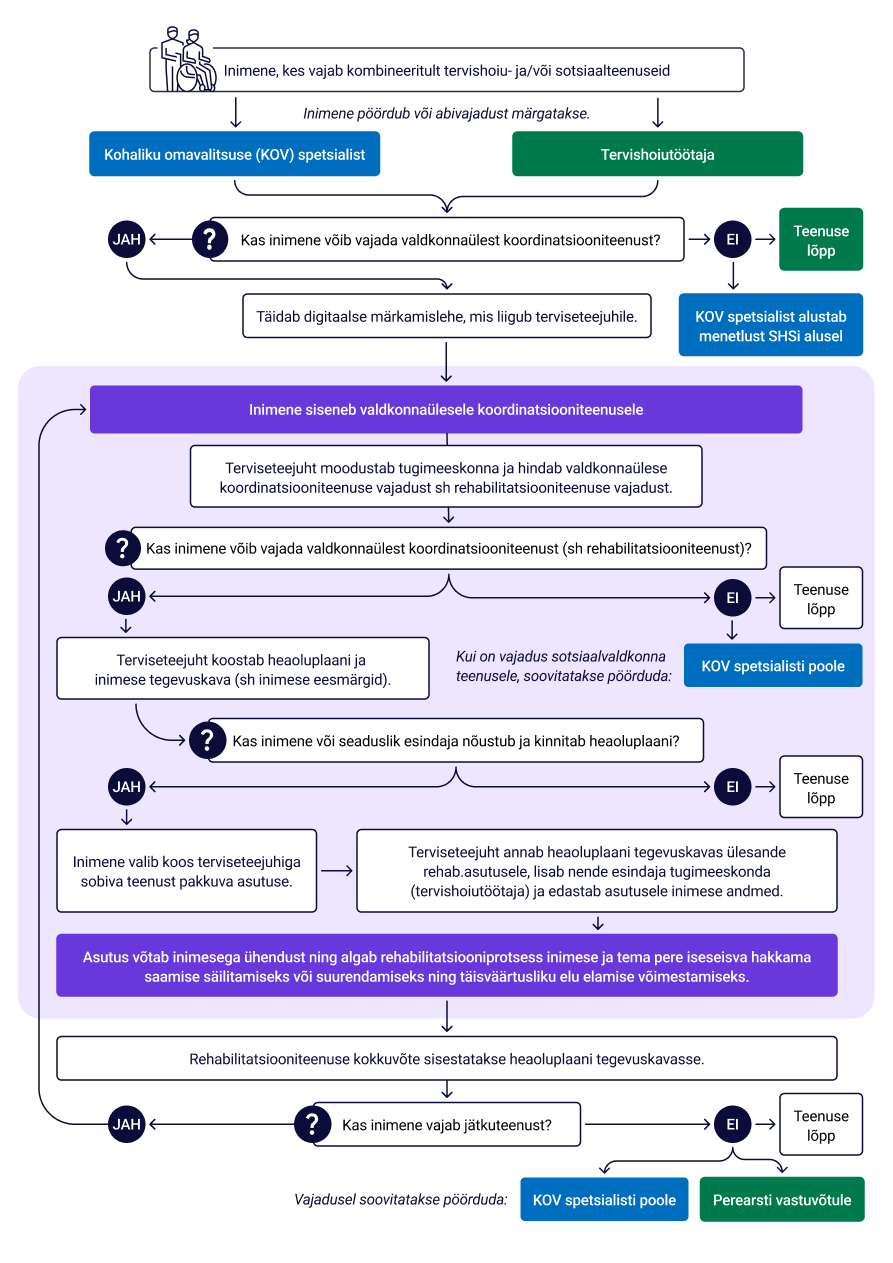 Inimene, kes vajab kombineeritult tervishoiu- ja/või sotsiaalteenuseid
Inimene pöördub või abivajadust märgatakse.
Kohaliku omavalitsuse (KOV) spetsialist
Tervishoiutöötaja
JAH
?
Kas inimene võib vajada valdkonnaülest koordinatsiooniteenust?
EI
Teenuse
lõpp
Täidab digitaalse märkamislehe, mis liigub terviseteejuhile.
KOV spetsialist alustab
menetlust SHSi alusel
Inimene siseneb valdkonnaülesele koordinatsiooniteenusele
Terviseteejuht moodustab tugimeeskonna ja hindab valdkonnaülese
koordinatsiooniteenuse vajadust sh rehabilitatsiooniteenuse vajadust.
?
Kas inimene võib vajada valdkonnaülest koordinatsiooniteenust (sh rehabilitatsiooniteenust)?
JAH
EI
Teenuse
lõpp
Terviseteejuht koostab heaoluplaani ja
inimese tegevuskava (sh inimese eesmärgid).
Kui on vajadus sotsiaalvaldkonna
teenusele, soovitatakse pöörduda:
KOV spetsialisti poole
?
Kas inimene või seaduslik esindaja nõustub ja kinnitab heaoluplaani?
JAH
EI
Teenuse
lõpp
Inimene valib koos terviseteejuhiga
sobiva teenust pakkuva asutuse.
Terviseteejuht annab heaoluplaani tegevuskavas ülesande
rehab.asutusele, lisab nende esindaja tugimeeskonda
(tervishoiutöötaja) ja edastab asutusele inimese andmed.
Asutus võtab inimesega ühendust ning algab rehabilitatsiooniprotsess inimese ja tema pere iseseisva hakkama
saamise säilitamiseks või suurendamiseks ning täisväärtusliku elu elamise võimestamiseks.
Rehabilitatsiooniteenuse kokkuvõte sisestatakse heaoluplaani tegevuskavasse.
JAH
?
Kas inimene vajab jätkuteenust?
EI
Teenuse
lõpp
Vajadusel soovitatakse pöörduda:
KOV spetsialisti poole
Perearsti vastuvõtule